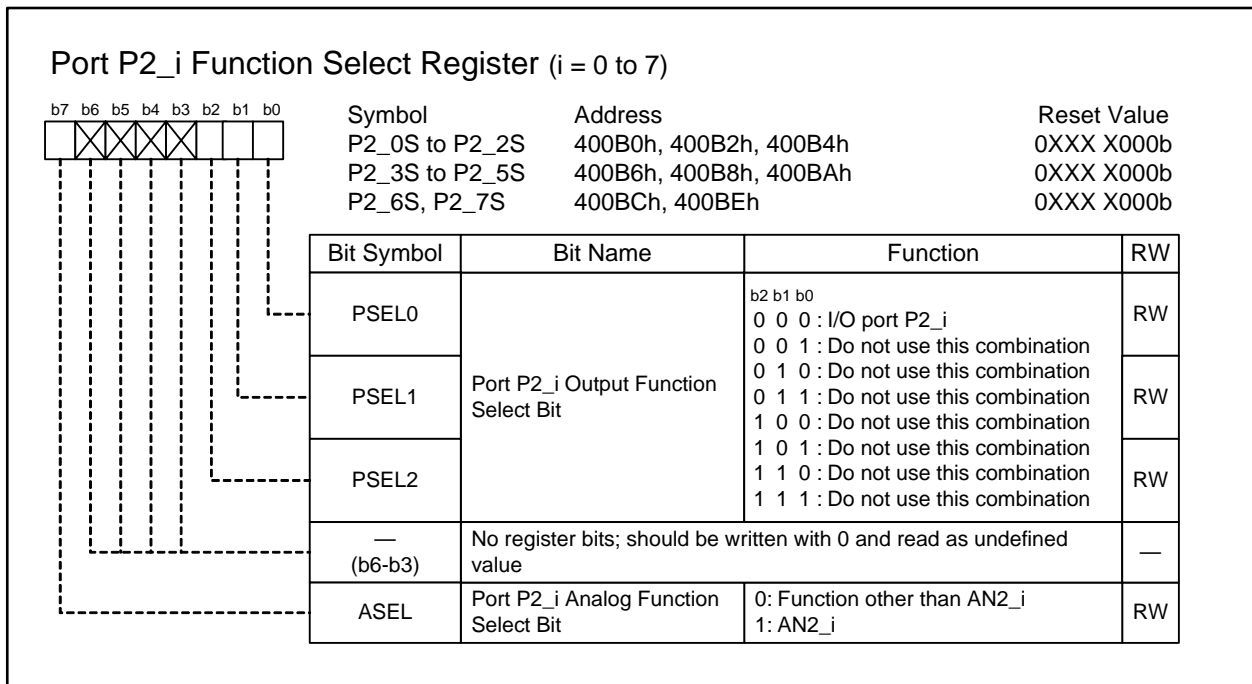 Port P2_i Function Select Register (i = 0 to 7)
b7 b6 b5 b4 b3 b2 b1 b0
Symbol Address Reset Value
P2_0S to P2_2S 400B0h, 400B2h, 400B4h 0XXX X000b
P2_3S to P2_5S 400B6h, 400B8h, 400BAh 0XXX X000b
P2_6S, P2_7S 400BCh, 400BEh 0XXX X000b
Bit Symbol Bit Name Function RW
PSEL0
PSEL1
PSEL2
Port P2_i Output Function
Select Bit
b2 b1 b0
0 0 0 : I/O port P2_i
0 0 1 : Do not use this combination
0 1 0 : Do not use this combination
0 1 1 : Do not use this combination
1 0 0 : Do not use this combination
1 0 1 : Do not use this combination
1 1 0 : Do not use this combination
1 1 1 : Do not use this combination
RW
RW
RW
—
(b6-b3)
No register bits; should be written with 0 and read as undefined
value
—
ASEL
Port P2_i Analog Function
Select Bit
0: Function other than AN2_i
1: AN2_i
RW